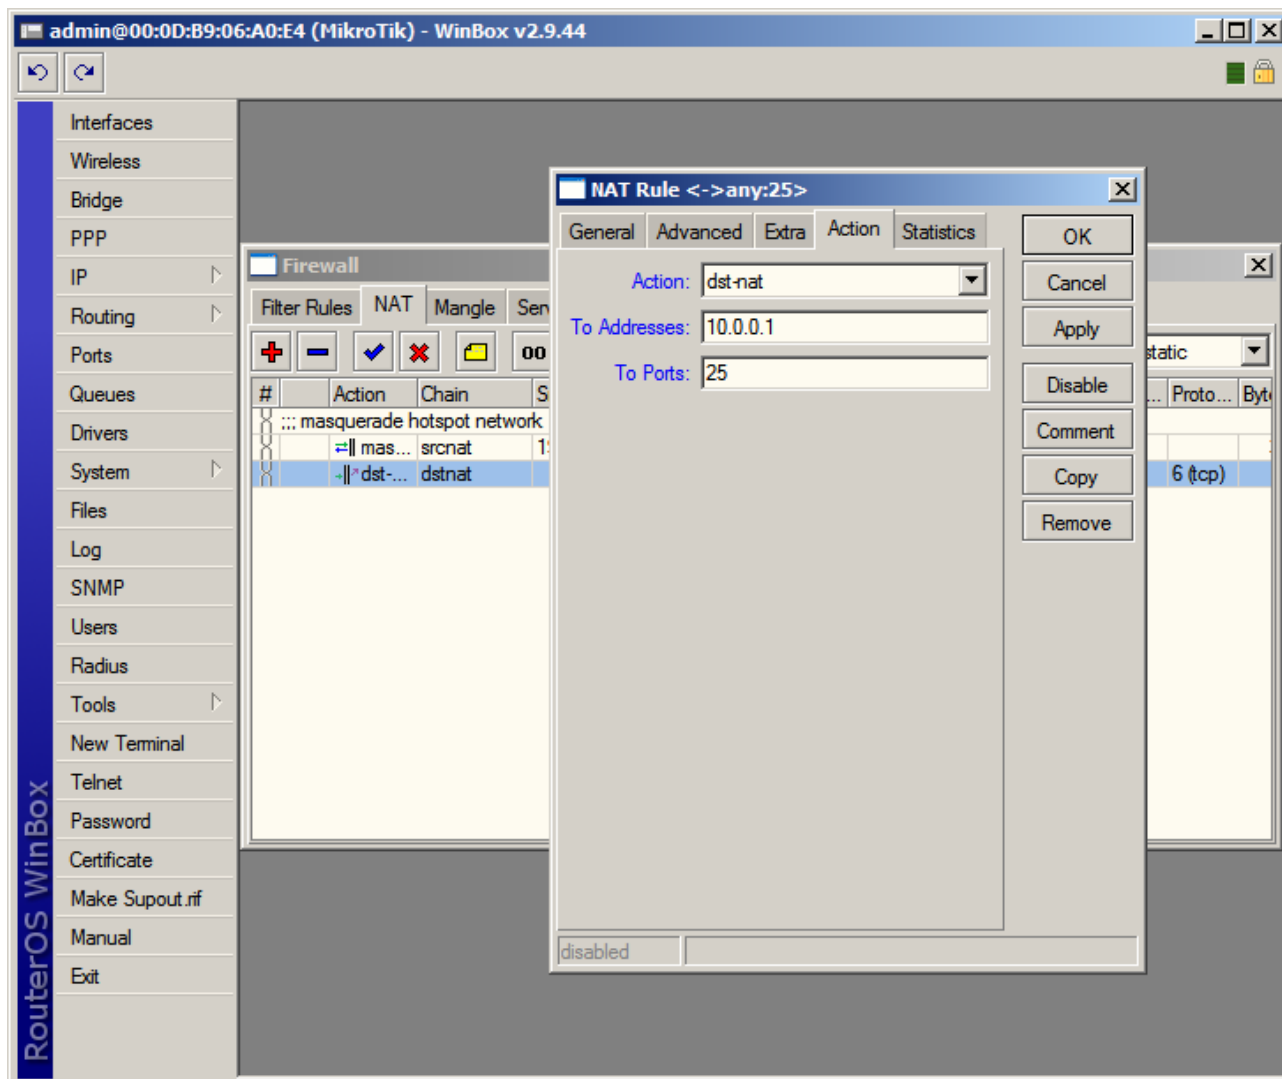 admin@00:0D:B9:06:A0:E4 (MikroTik) - WinBox v2.9.44
Interfaces
Wireless
Bridge
PPP
IP
Routing
Ports
Queues
Drivers
System
Files
Log
SNMP
Users
Radius
Tools
New Terminal
Telnet
Password
Certificate
Make Supout.rif
Manual
Exit
RouterOS WinBox
Firewall
Filter Rules NAT Mangle Ser
00
static
# Action Chain S ... Proto... Byt
;;; masquerade hotspot network
mas... srcnat 1
dst-... dstnat 6 (tcp)
NAT Rule <->any:25>
General Advanced Extra Action Statistics
Action: dst-nat
To Addresses: 10.0.0.1
To Ports: 25
OK
Cancel
Apply
Disable
Comment
Copy
Remove
disabled